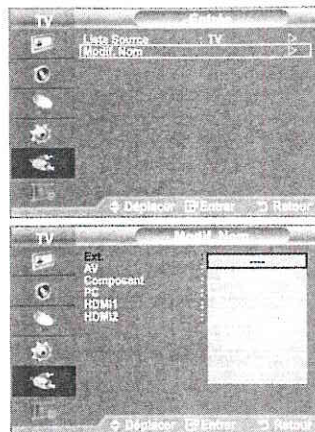 TV Entrée
Liste Source : TV
Modif. Nom
Déplacer Entrer Retour
TV Modif. Nom
Ext. : ----
AV :
Composant :
PC :
HDMI1 :
HDMI2 :
Déplacer Entrer Retour